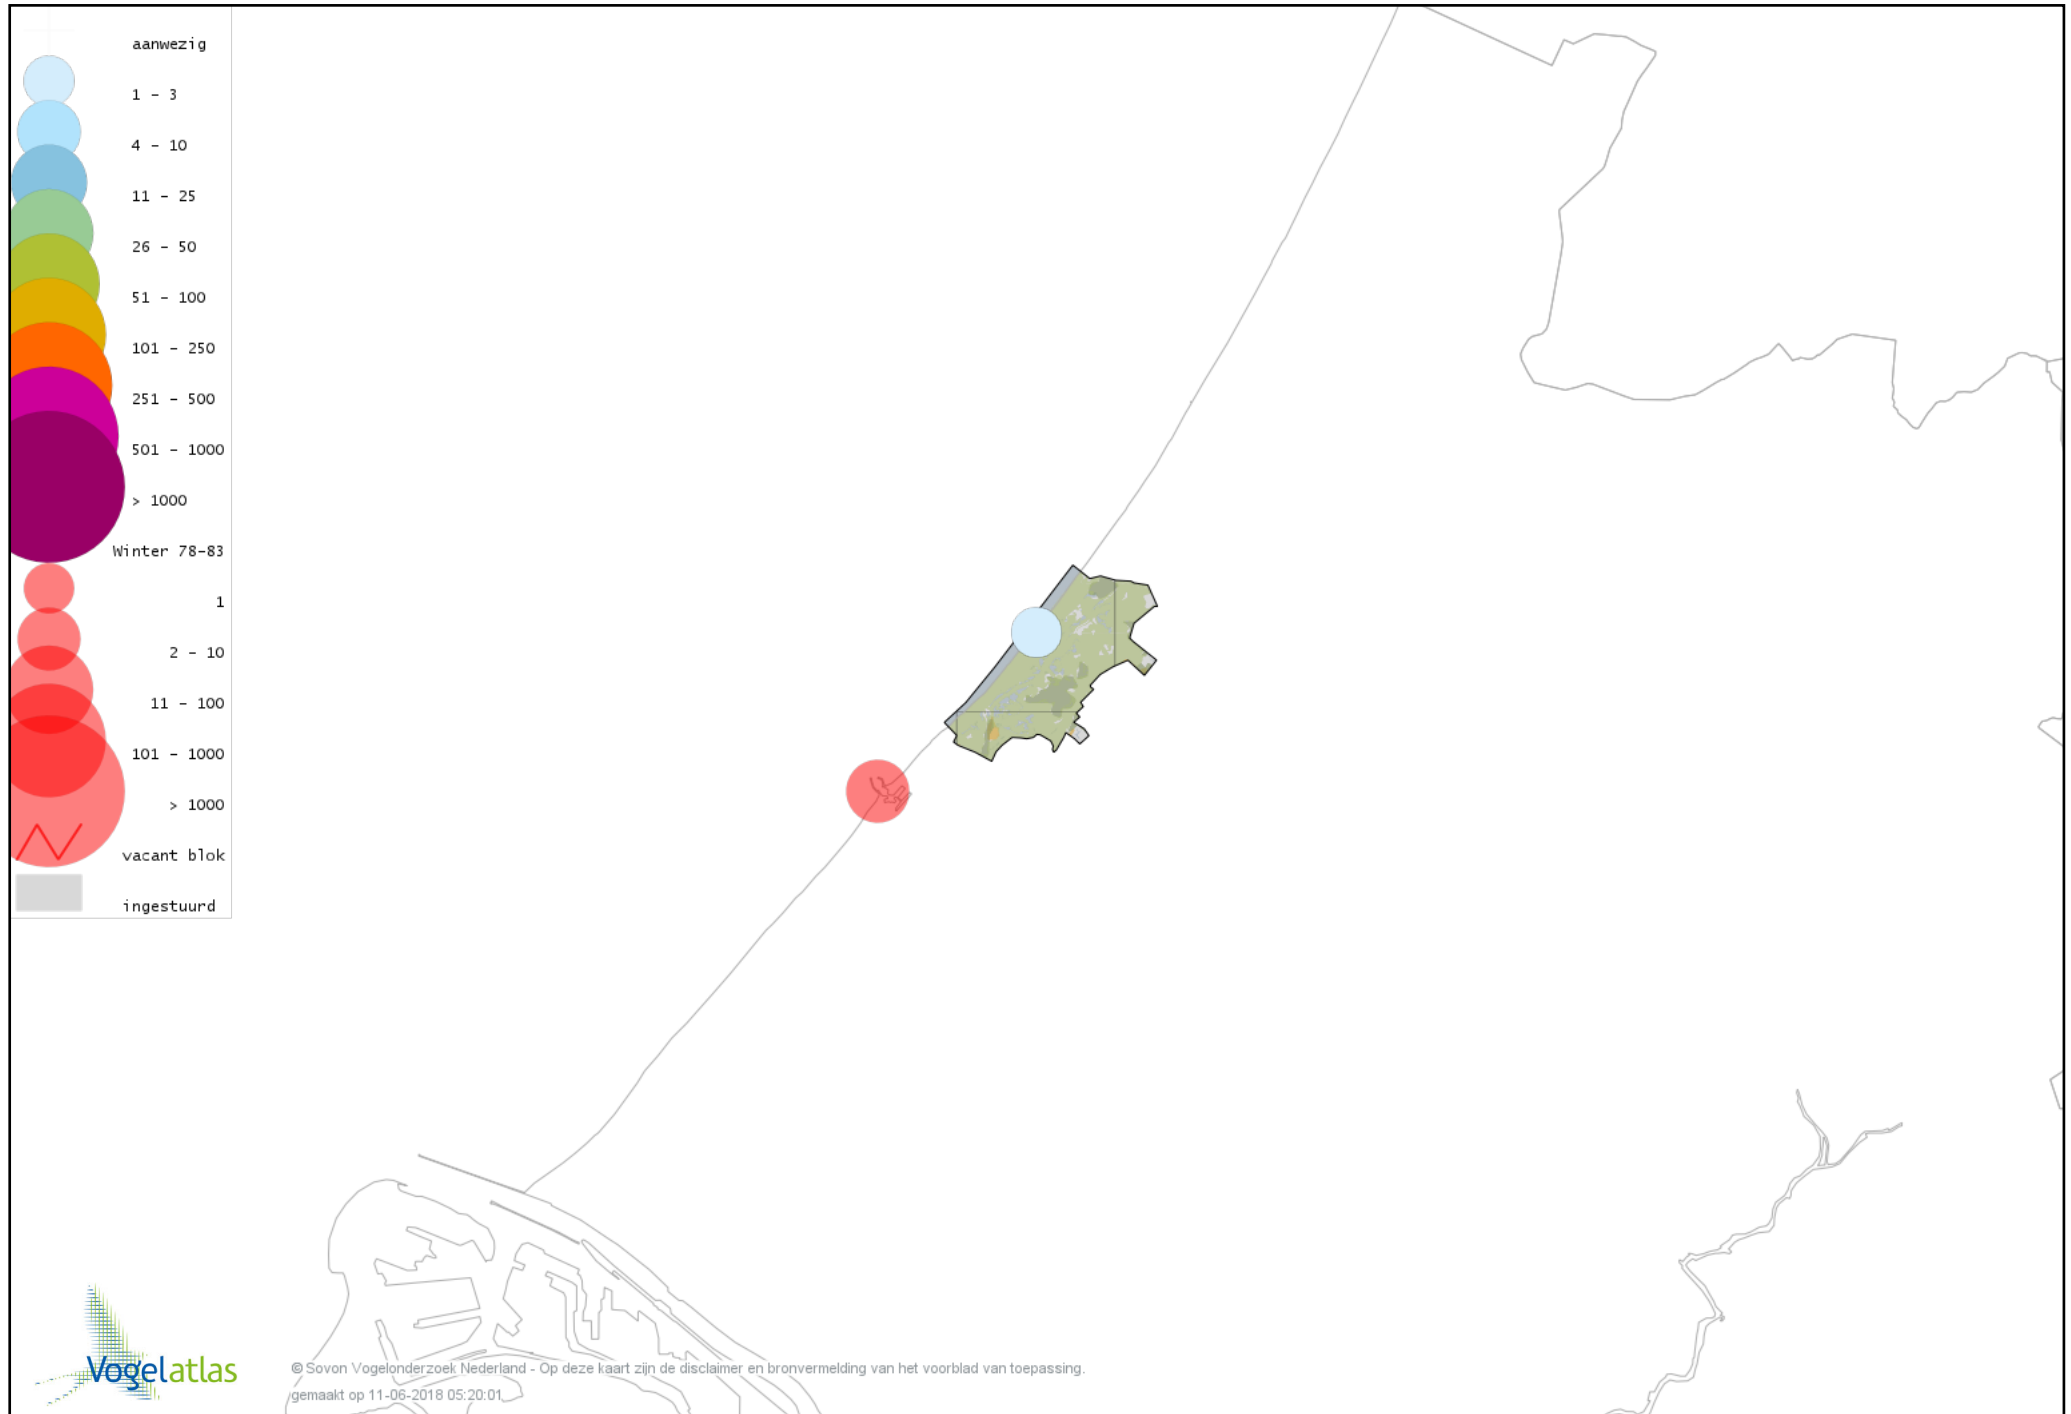 aanwezig
1 - 3
4 - 10
11 - 25
26 - 50
51 - 100
101 - 250
251 - 500
501 - 1000
> 1000
Winter 78-83
1
2 - 10
11 - 100
101 - 1000
> 1000
vacant blok
ingestuurd
Vogelatlas
© Sovon Vogelonderzoek Nederland - Op deze kaart zijn de disclaimer en bronvermelding van het voorblad van toepassing.
gemaakt op 11-06-2018 05:20:01